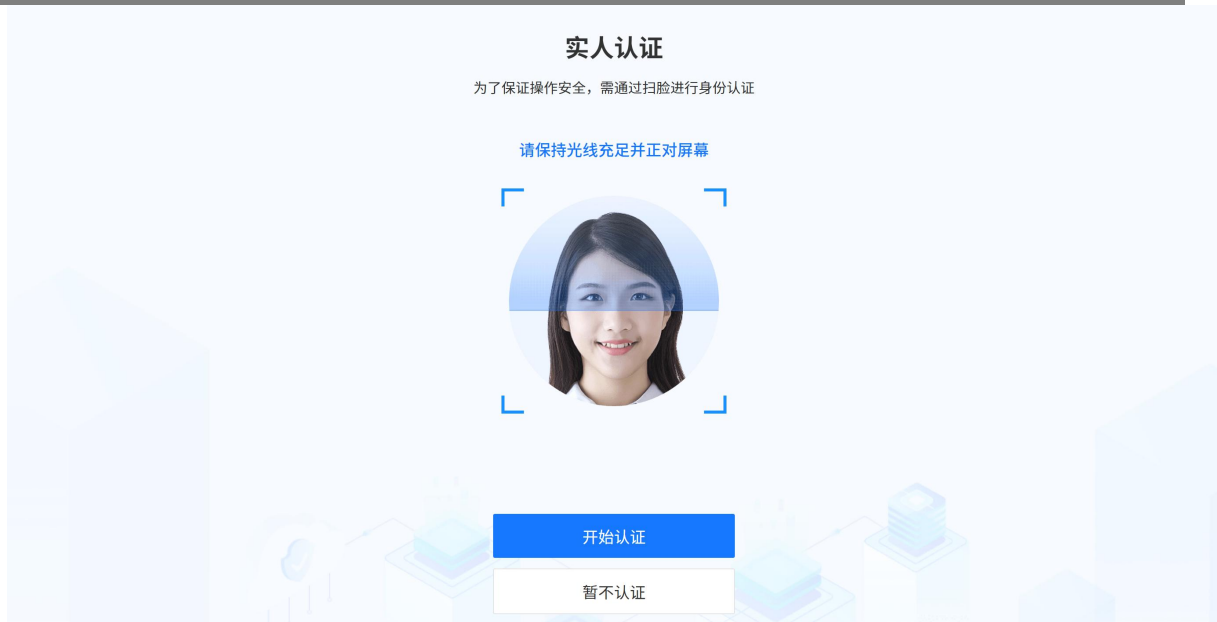 实人认证
为了保证操作安全，需通过扫脸进行身份认证
请保持光线充足并正对屏幕
开始认证
暂不认证